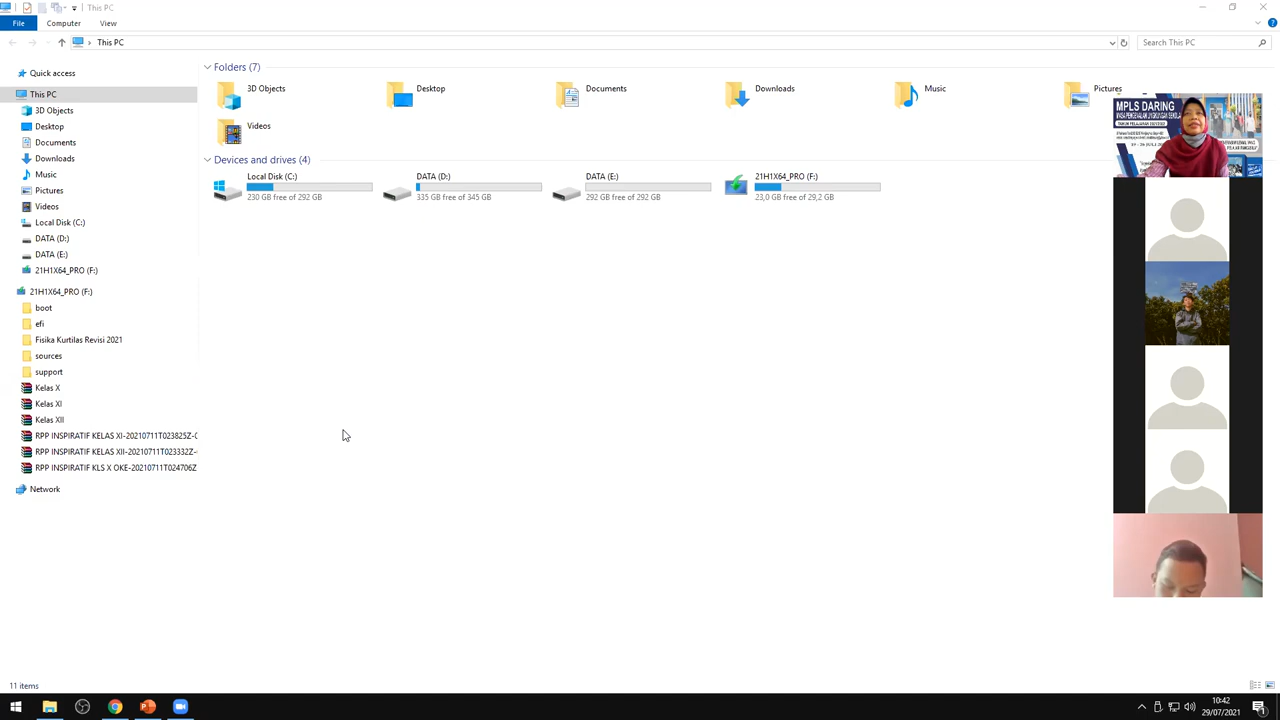 This PC
File
Computer
View
This PC
Search This PC
Quick access
This PC
3D Objects
Desktop
Documents
Downloads
Music
Pictures
Videos
Local Disk (C:)
DATA (D:)
DATA (E:)
21H1X64_PRO (F:)
21H1X64_PRO (F:)
boot
efi
Fisika Kurtilas Revisi 2021
sources
support
Kelas X
Kelas XI
Kelas XII
RPP INSPIRATIF KELAS XI-20210711T023825Z-
RPP INSPIRATIF KELAS XII-20210711T023332Z-
RPP INSPIRATIF KLS X OKE-20210711T024706Z
Network
Folders (7)
3D Objects
Desktop
Documents
Downloads
Music
Pictures
Videos
Devices and drives (4)
Local Disk (C:)
230 GB free of 292 GB
DATA (D:)
335 GB free of 345 GB
DATA (E:)
292 GB free of 292 GB
21H1X64_PRO (F:)
23,0 GB free of 29,2 GB
MPLS DARING
11 items
10:42
29/07/2021